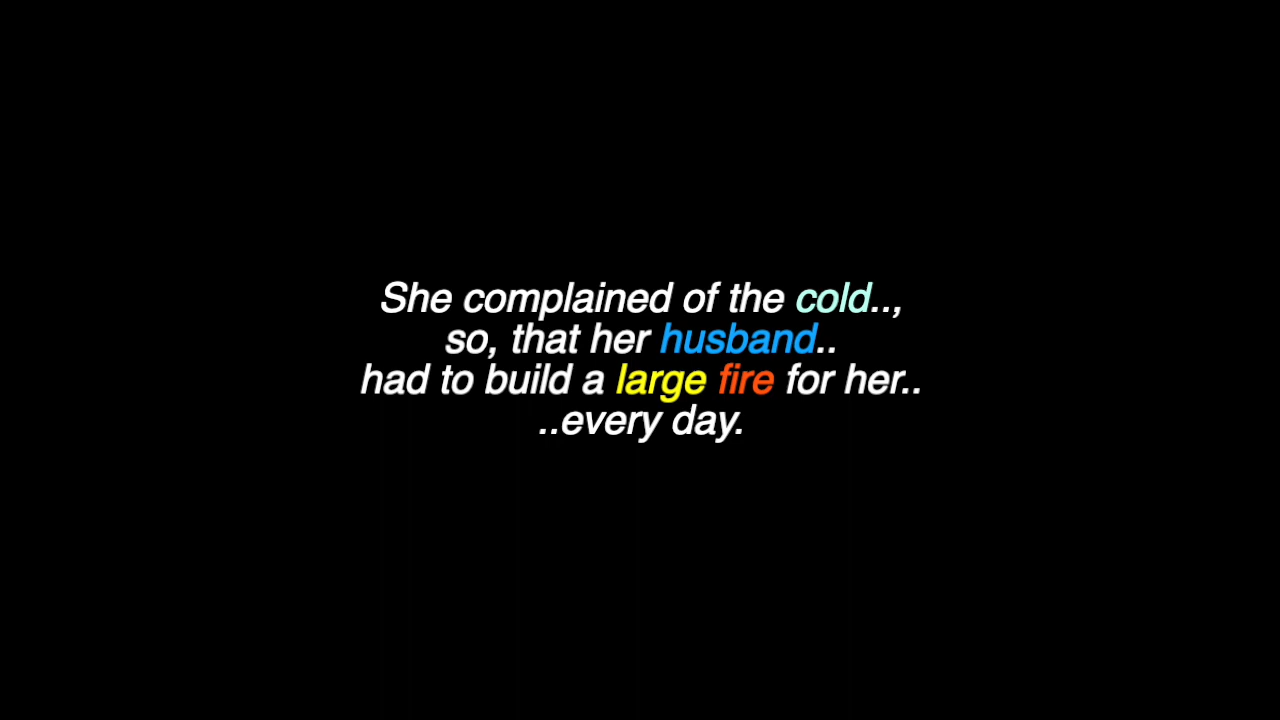 She complained of the cold..,
so, that her husband..
had to build a large fire for her..
..every day.